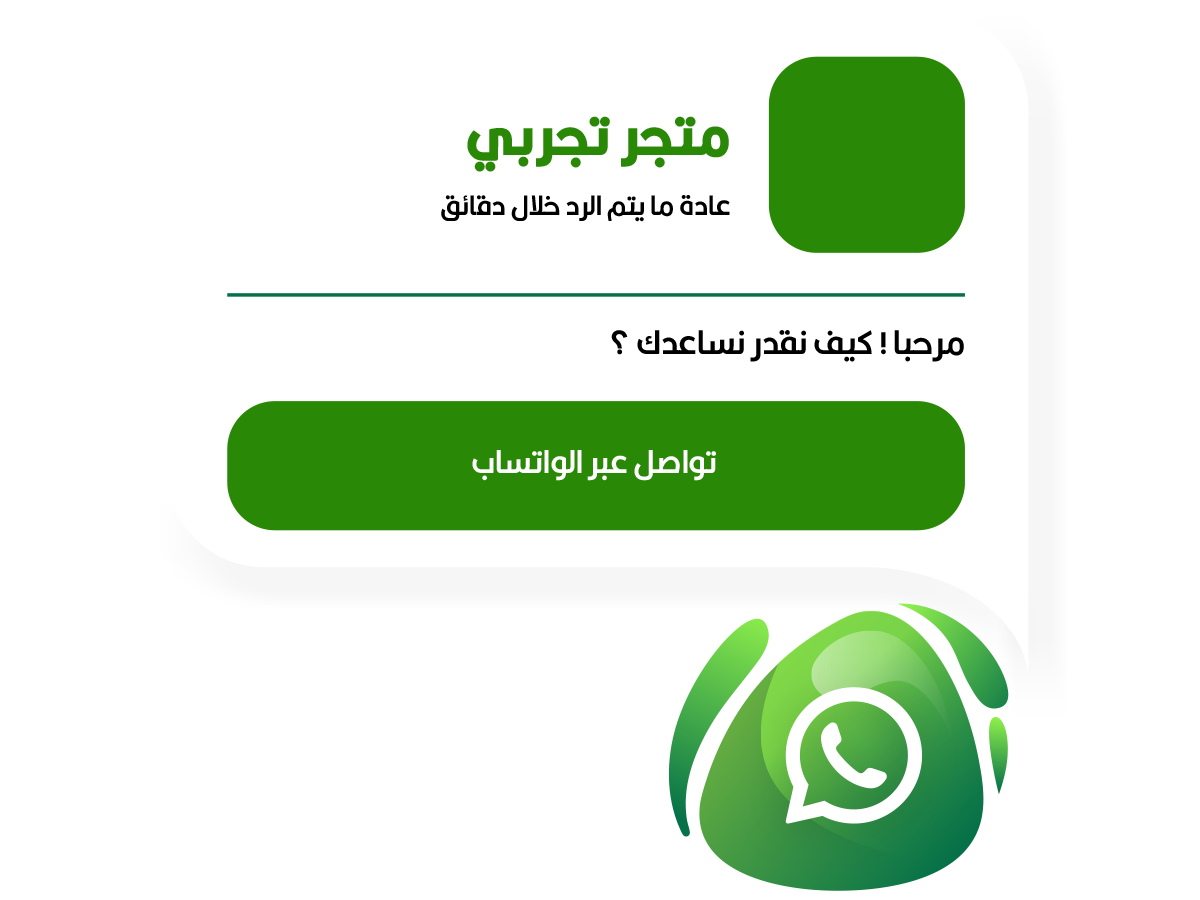 متجر تجربي
عادة ما يتم الرد خلال دقائق
مرحبا ! كيف نقدر نساعدك ؟
تواصل عبر الواتساب